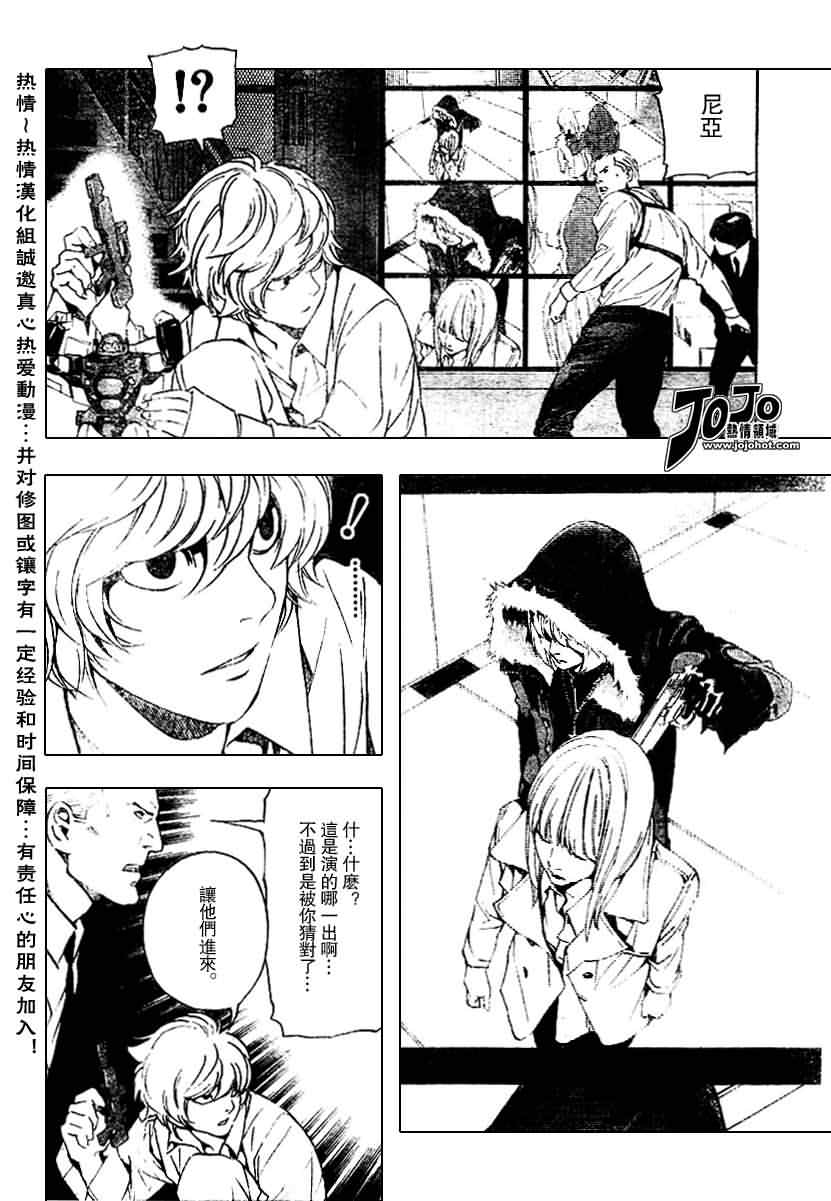 尼亞
!?
JOJO
熱情領域
www.jojohot.com
!……
什…什麽?
這是演的哪一出啊…
不過到是被你猜對了…
讓他們進來。
热情~热情漢化組誠邀真心热爱動漫…并对修图或镶字有一定经验和时间保障…有责任心的朋友加入!